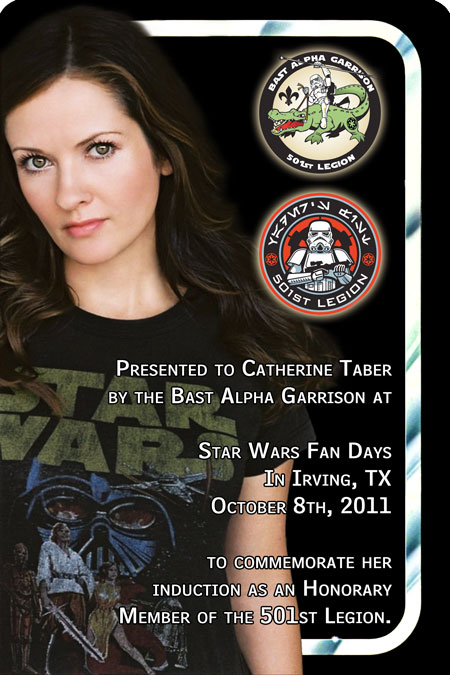 BAST ALPHA GARRISON
501ST LEGION
501ST LEGION
STAR
WARS
PRESENTED TO CATHERINE TABER
BY THE BAST ALPHA GARRISON AT
STAR WARS FAN DAYS
IN IRVING, TX
OCTOBER 8TH, 2011
TO COMMEMORATE HER
INDUCTION AS AN HONORARY
MEMBER OF THE 501ST LEGION.